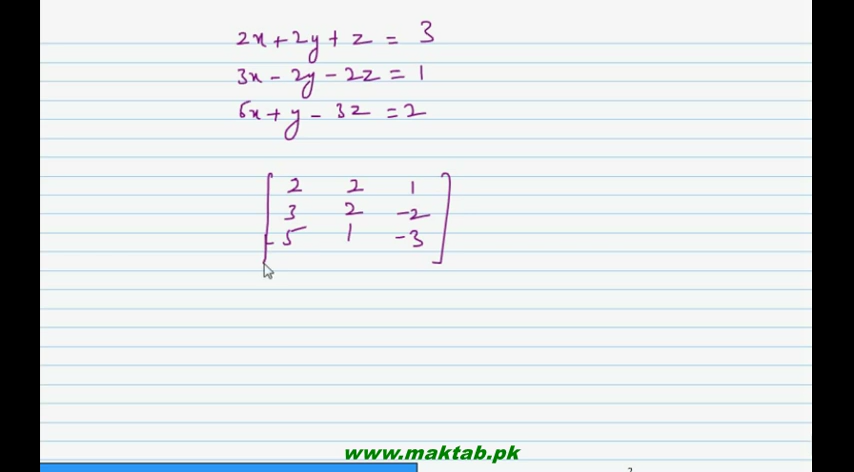 2x + 2y + z = 3
3x - 2y - 2z = 1
5x + y - 3z = 2
2 2 1
3 2 -2
5 1 -3
www.maktab.pk
2